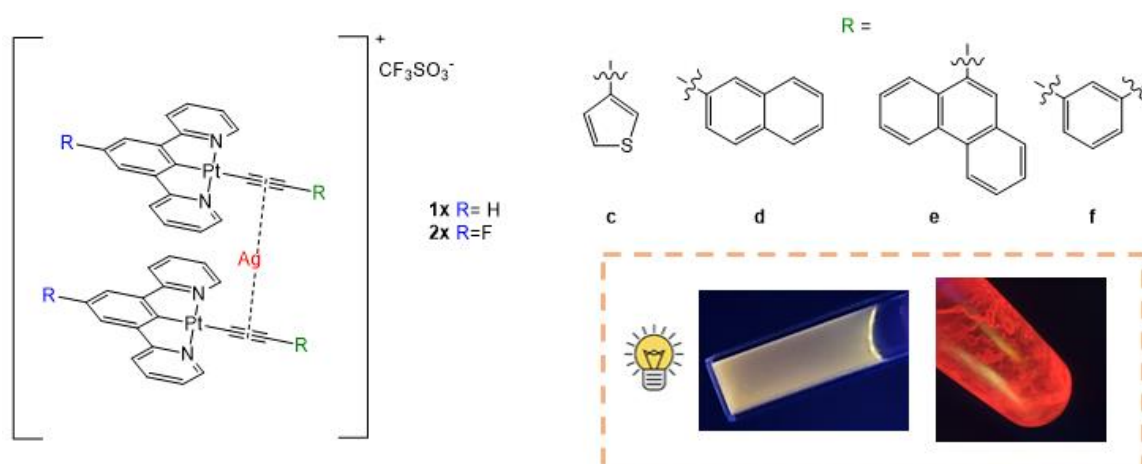 +
CF₃SO₃⁻
R =
R
N
Pt
N
R
S
1x R= H
2x R=F
Ag
c
d
e
f
R
N
Pt
N
R